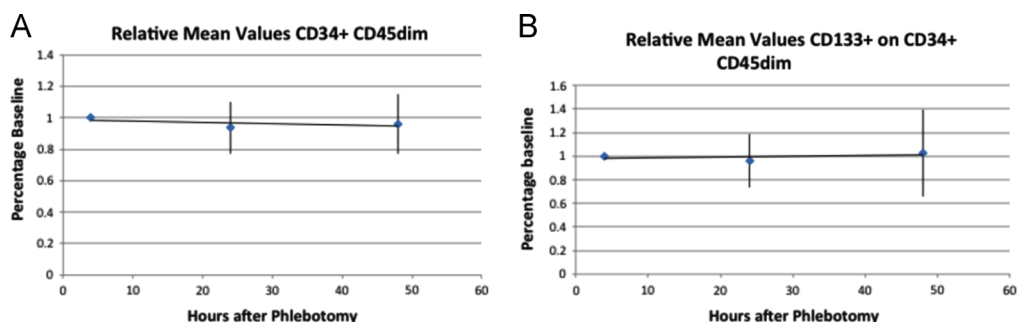 A
Relative Mean Values CD34+ CD45dim
Percentage Baseline
1.4
1.2
1
0.8
0.6
0.4
0.2
0
0 10 20 30 40 50 60
Hours after Phlebotomy
B
Relative Mean Values CD133+ on CD34+
CD45dim
Percentage baseline
1.6
1.4
1.2
1
0.8
0.6
0.4
0.2
0
0 10 20 30 40 50 60
Hours after Phlebotomy